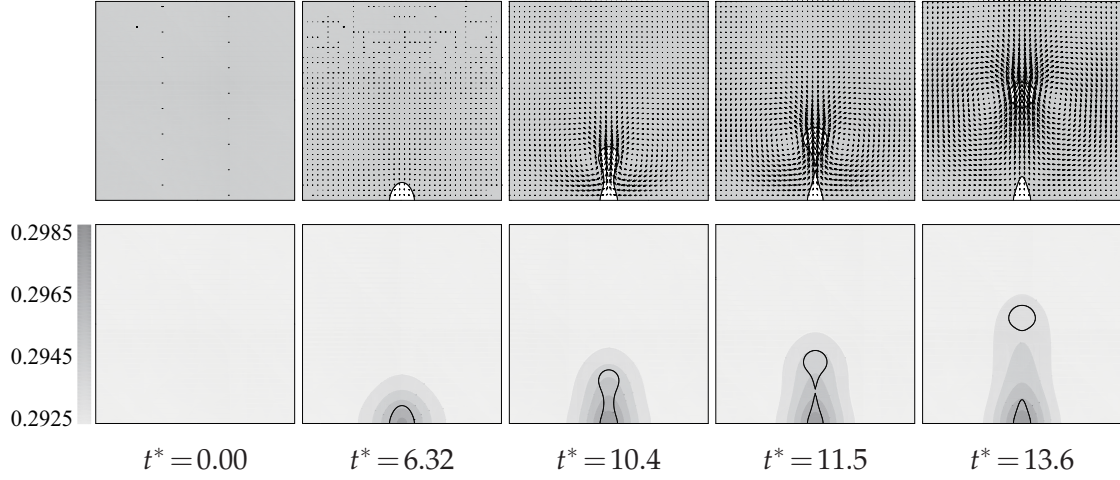 0.2985
0.2965
0.2945
0.2925
t* = 0.00
t* = 6.32
t* = 10.4
t* = 11.5
t* = 13.6